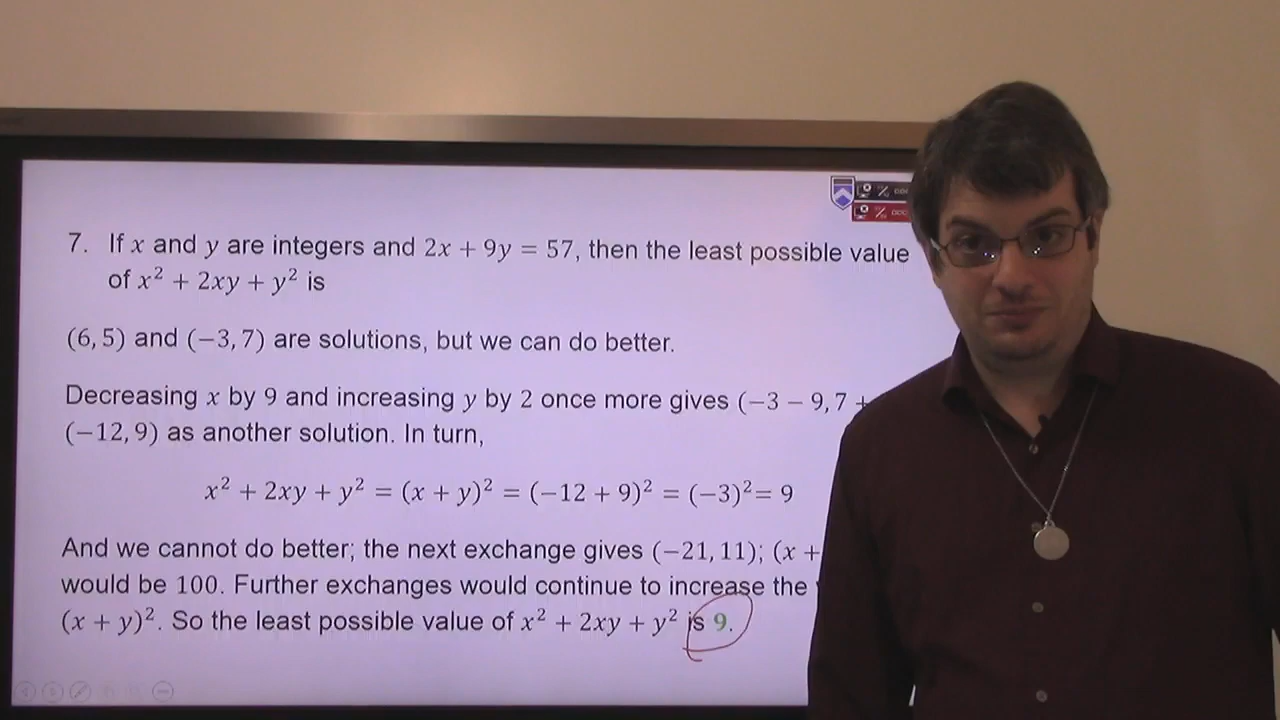 7. If x and y are integers and 2x + 9y = 57, then the least possible value
of x² + 2xy + y² is
(6, 5) and (−3, 7) are solutions, but we can do better.
Decreasing x by 9 and increasing y by 2 once more gives (−3 − 9, 7 +
(−12, 9) as another solution. In turn,
x² + 2xy + y² = (x + y)² = (−12 + 9)² = (−3)² = 9
And we cannot do better; the next exchange gives (−21, 11); (x +
would be 100. Further exchanges would continue to increase the
(x + y)². So the least possible value of x² + 2xy + y² is 9.